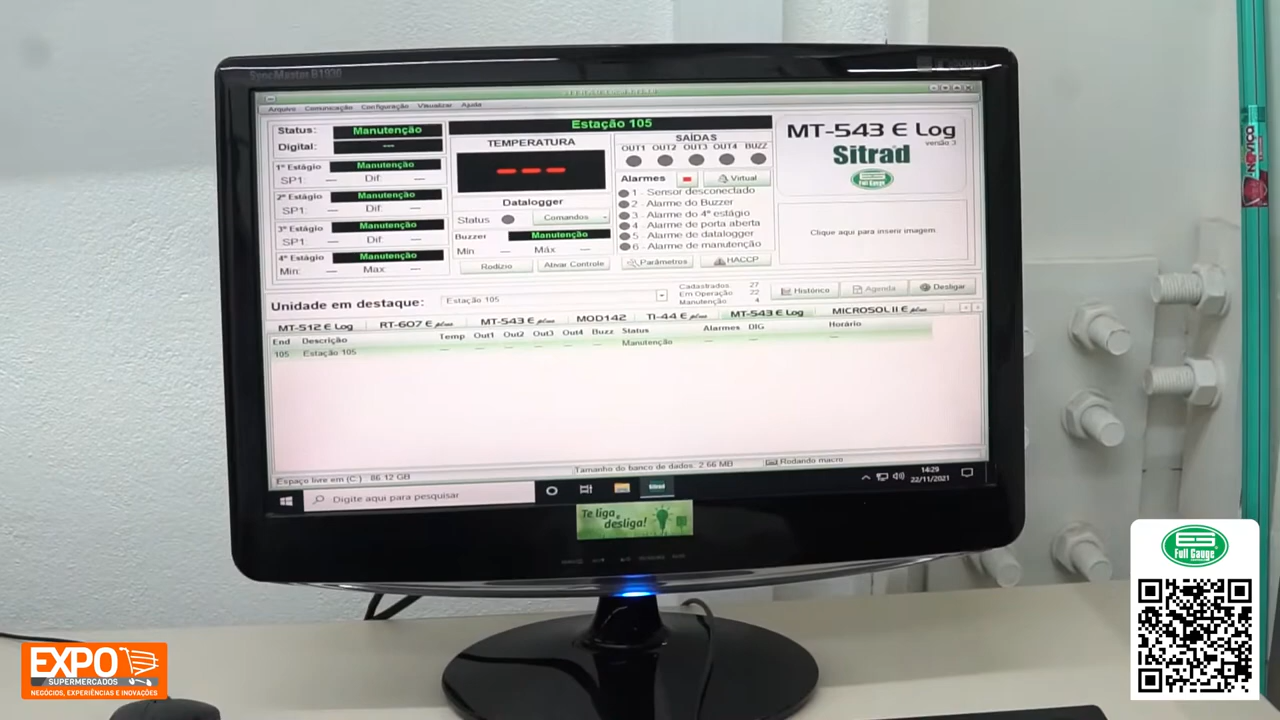 SyncMaster B1930
Arquivo Comunicação Configuração Visualizar Ajuda
Status: Manutenção
Digital: ---
1º Estágio Manutenção
SP1: --- Dif: ---
2º Estágio Manutenção
SP1: --- Dif: ---
3º Estágio Manutenção
SP1: --- Dif: ---
4º Estágio Manutenção
Min: --- Max: ---
Estação 105
TEMPERATURA
---
Datalogger
Status Comandos
Buzzer Manutenção
Mín --- Máx ---
Rodízio Ativar Controle
SAÍDAS
OUT1 OUT2 OUT3 OUT4 BUZZ
Alarmes Virtual
1 - Sensor desconectado
2 - Alarme do Buzzer
3 - Alarme do 4º estágio
4 - Alarme de porta aberta
5 - Alarme de datalogger
6 - Alarme de manutenção
Parâmetros HACCP
MT-543 E Log
versão 3
Sitrad
Full Gauge
Clique aqui para inserir imagem.
Unidade em destaque: Estação 105
Cadastrados 27
Em Operação 22
Manutenção 4
Histórico Agenda Desligar
MT-512 E Log RT-607 E plus MT-543 E plus MOD142 TI-44 E plus MT-543 E Log MICROSOL II E plus
End Descrição Temp Out1 Out2 Out3 Out4 Buzz Status Alarmes DIG Horário
105 Estação 105 --- --- --- --- --- --- Manutenção --- --- ---
Espaço livre em (C:) : 86.12 GB Tamanho do banco de dados: 2.66 MB Rodando macro
Digite aqui para pesquisar
Sitrad
14:29
22/11/2021
Te liga,
e desliga!
NOVIÇO
EXPO
SUPERMERCADOS
NEGÓCIOS, EXPERIÊNCIAS E INOVAÇÕES
Full Gauge